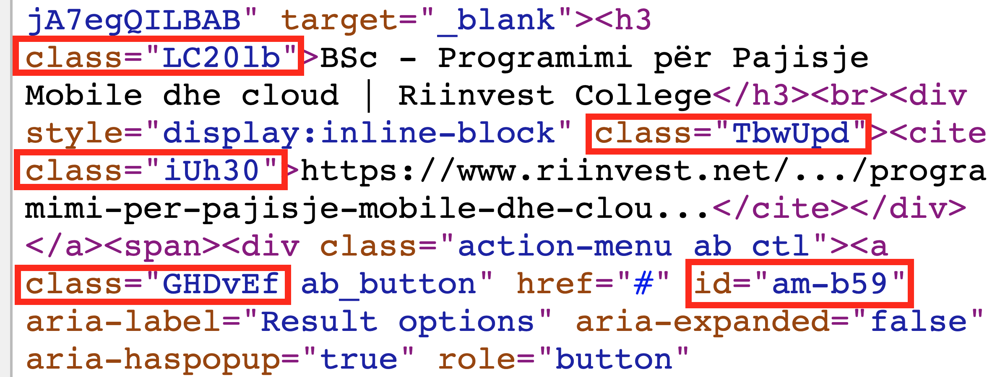 jA7egQILBAB" target="_blank"><h3
class="LC20lb">BSc - Programimi për Pajisje
Mobile dhe cloud | Riinvest College</h3><br><div
style="display:inline-block" class="TbwUpd"><cite
class="iUh30">https://www.riinvest.net/.../progra
mimi-per-pajisje-mobile-dhe-clou...</cite></div>
</a><span><div class="action-menu ab_ctl"><a
class="GHDvEf ab_button" href="#" id="am-b59"
aria-label="Result options" aria-expanded="false"
aria-haspopup="true" role="button"